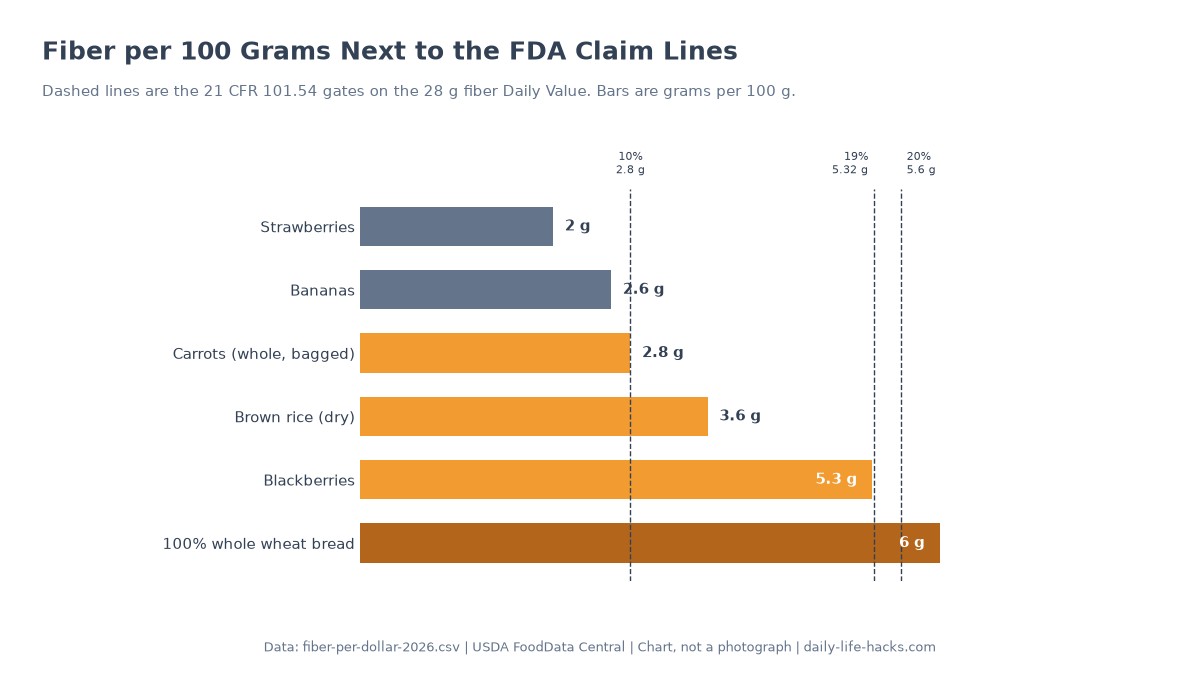 Fiber per 100 Grams Next to the FDA Claim Lines
Dashed lines are the 21 CFR 101.54 gates on the 28 g fiber Daily Value. Bars are grams per 100 g.
10% 19% 20%
2.8 g 5.32 g 5.6 g
Strawberries 2 g
Bananas 2.6 g
Carrots (whole, bagged) 2.8 g
Brown rice (dry) 3.6 g
Blackberries 5.3 g
100% whole wheat bread 6 g
Data: fiber-per-dollar-2026.csv | USDA FoodData Central | Chart, not a photograph | daily-life-hacks.com